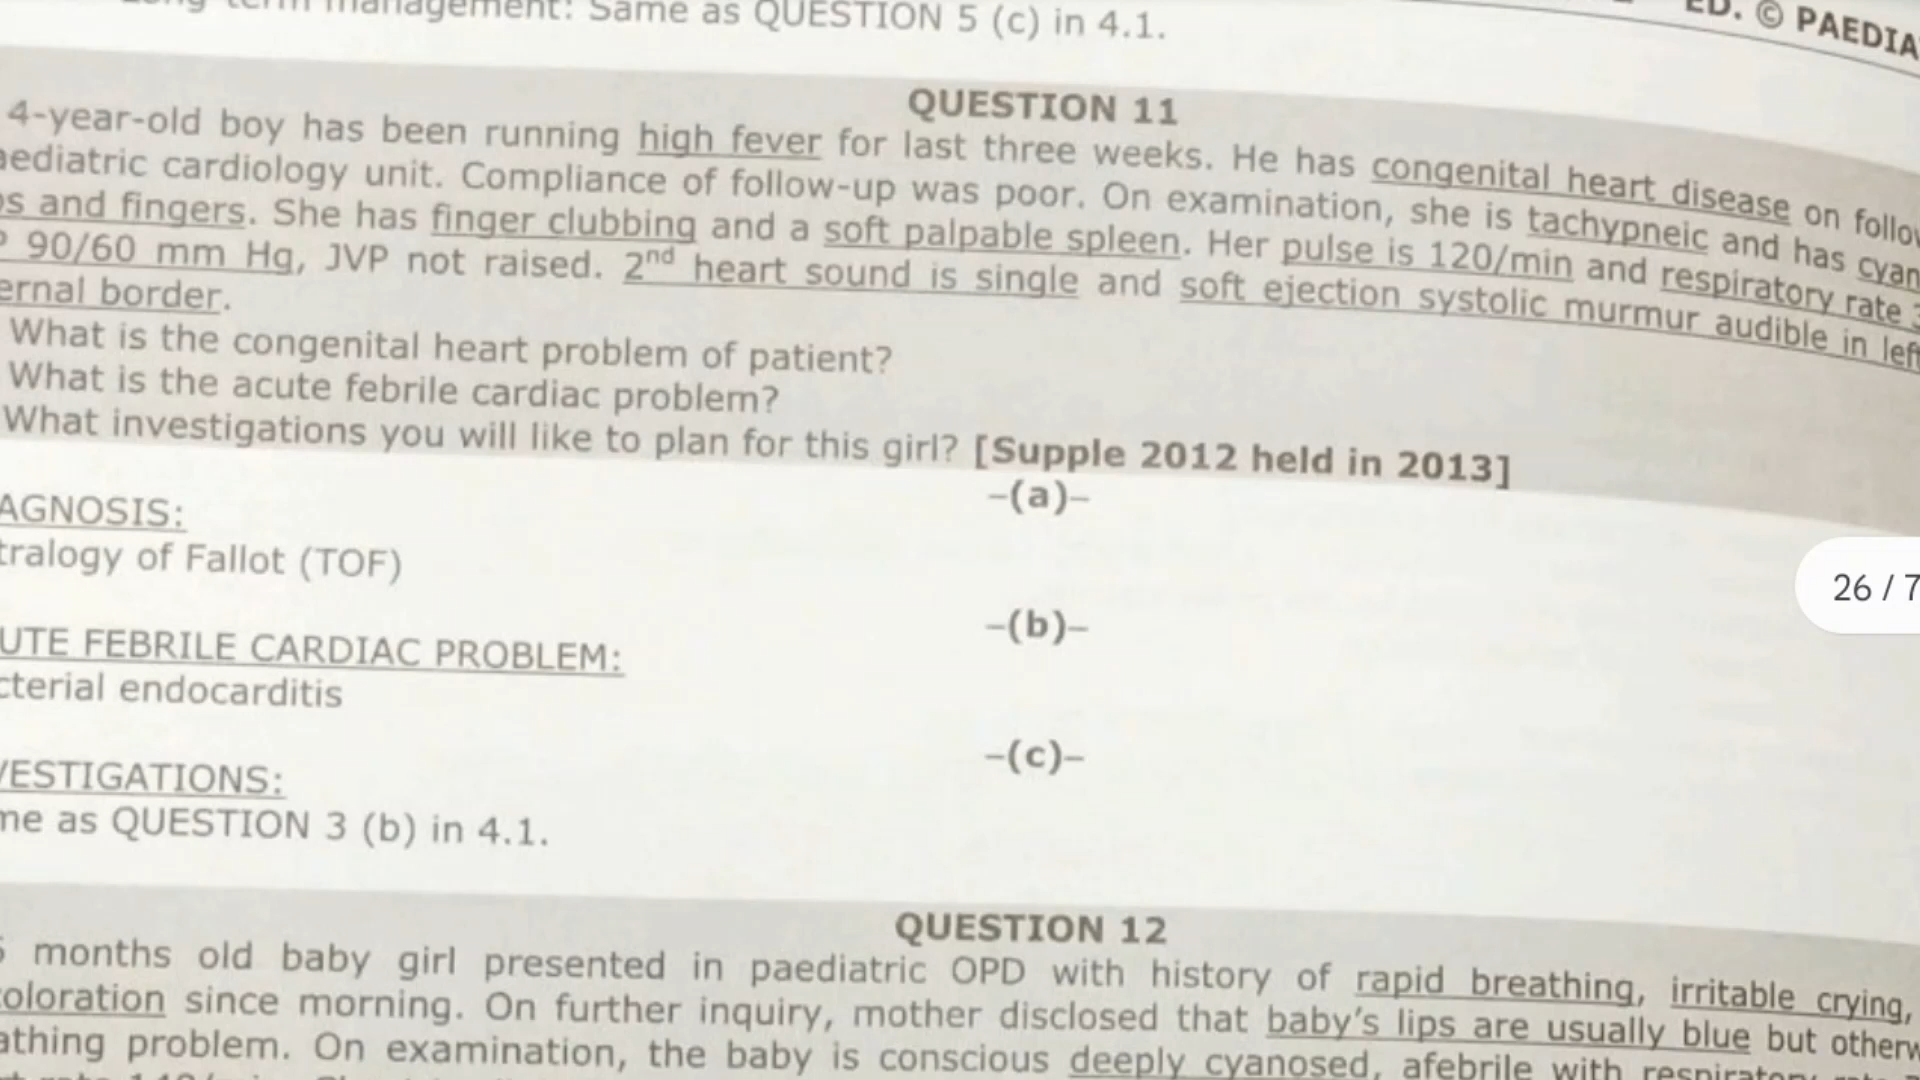 management: Same as QUESTION 5 (c) in 4.1.
ED. © PAEDIA
QUESTION 11
4-year-old boy has been running high fever for last three weeks. He has congenital heart disease on follow
aediatric cardiology unit. Compliance of follow-up was poor. On examination, she is tachypneic and has cyan
s and fingers. She has finger clubbing and a soft palpable spleen. Her pulse is 120/min and respiratory rate 3
P 90/60 mm Hg, JVP not raised. 2nd heart sound is single and soft ejection systolic murmur audible in left
ernal border.
What is the congenital heart problem of patient?
What is the acute febrile cardiac problem?
What investigations you will like to plan for this girl? [Supple 2012 held in 2013]
–(a)–
AGNOSIS:
tralogy of Fallot (TOF)
–(b)–
UTE FEBRILE CARDIAC PROBLEM:
cterial endocarditis
–(c)–
VESTIGATIONS:
me as QUESTION 3 (b) in 4.1.
26 / 7
QUESTION 12
months old baby girl presented in paediatric OPD with history of rapid breathing, irritable crying,
coloration since morning. On further inquiry, mother disclosed that baby's lips are usually blue but otherw
athing problem. On examination, the baby is conscious deeply cyanosed, afebrile with respiratory